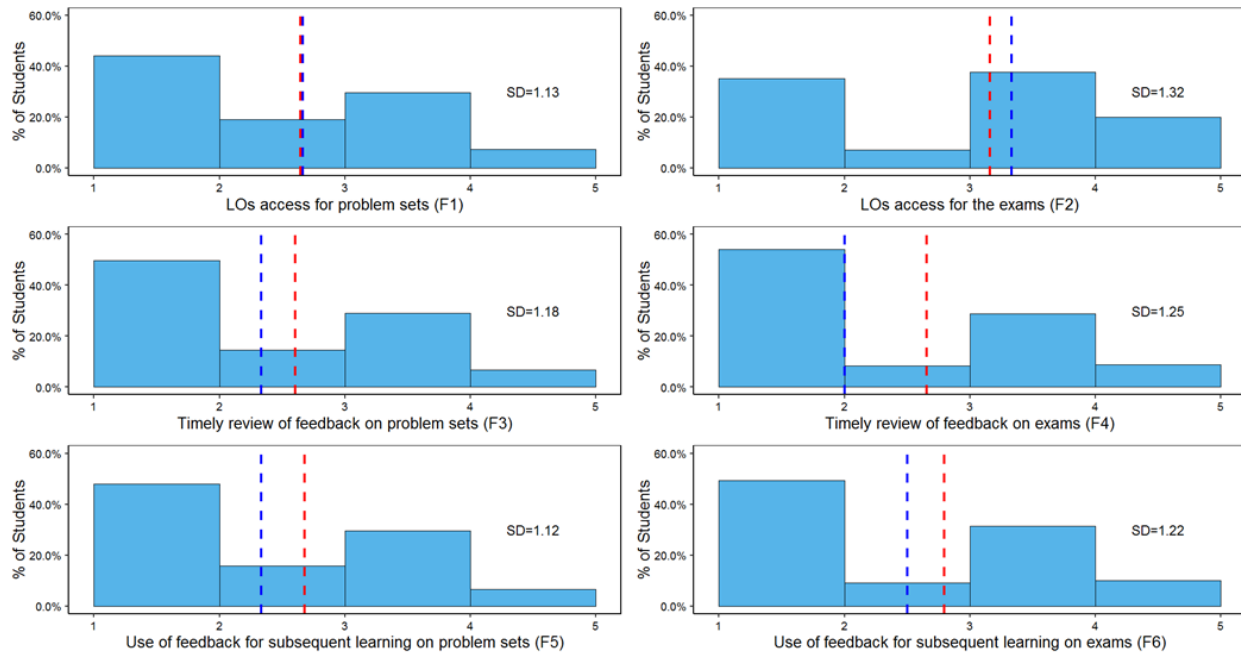 % of Students
60.0%
40.0%
20.0%
0.0%
SD=1.13
1 2 3 4 5
LOs access for problem sets (F1)
% of Students
60.0%
40.0%
20.0%
0.0%
SD=1.32
1 2 3 4 5
LOs access for the exams (F2)
% of Students
60.0%
40.0%
20.0%
0.0%
SD=1.18
1 2 3 4 5
Timely review of feedback on problem sets (F3)
% of Students
60.0%
40.0%
20.0%
0.0%
SD=1.25
1 2 3 4 5
Timely review of feedback on exams (F4)
% of Students
60.0%
40.0%
20.0%
0.0%
SD=1.12
1 2 3 4 5
Use of feedback for subsequent learning on problem sets (F5)
% of Students
60.0%
40.0%
20.0%
0.0%
SD=1.22
1 2 3 4 5
Use of feedback for subsequent learning on exams (F6)